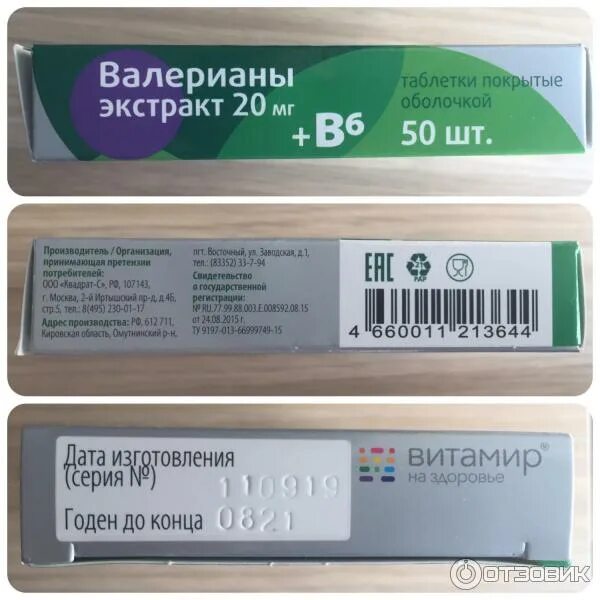 Валерианы
экстракт 20 мг
+B6
таблетки покрытые
оболочкой
50 шт.
Производитель / Организация,
принимающая претензии
потребителей:
ООО «Квадрат-С», РФ, 107143,
г. Москва, 2-й Иртышский пр-д, д.4Б,
стр.5, тел.: 8(495) 230-01-17
Адрес производства: РФ, 612 711,
Кировская область, Омутнинский р-н,
пгт. Восточный, ул. Заводская, д.1,
тел.: (83352) 33-7-94
Свидетельство
о государственной
регистрации:
№ RU.77.99.88.003.Е.008592.08.15
от 24.08.2015 г.
ТУ 9197-013-66999749-15
ЕАС
21
PAP
4 660011 213644
Дата изготовления
(серия №) 110919
Годен до конца 0821
ВИТАМИР®
на здоровье
ОТЗОВИК